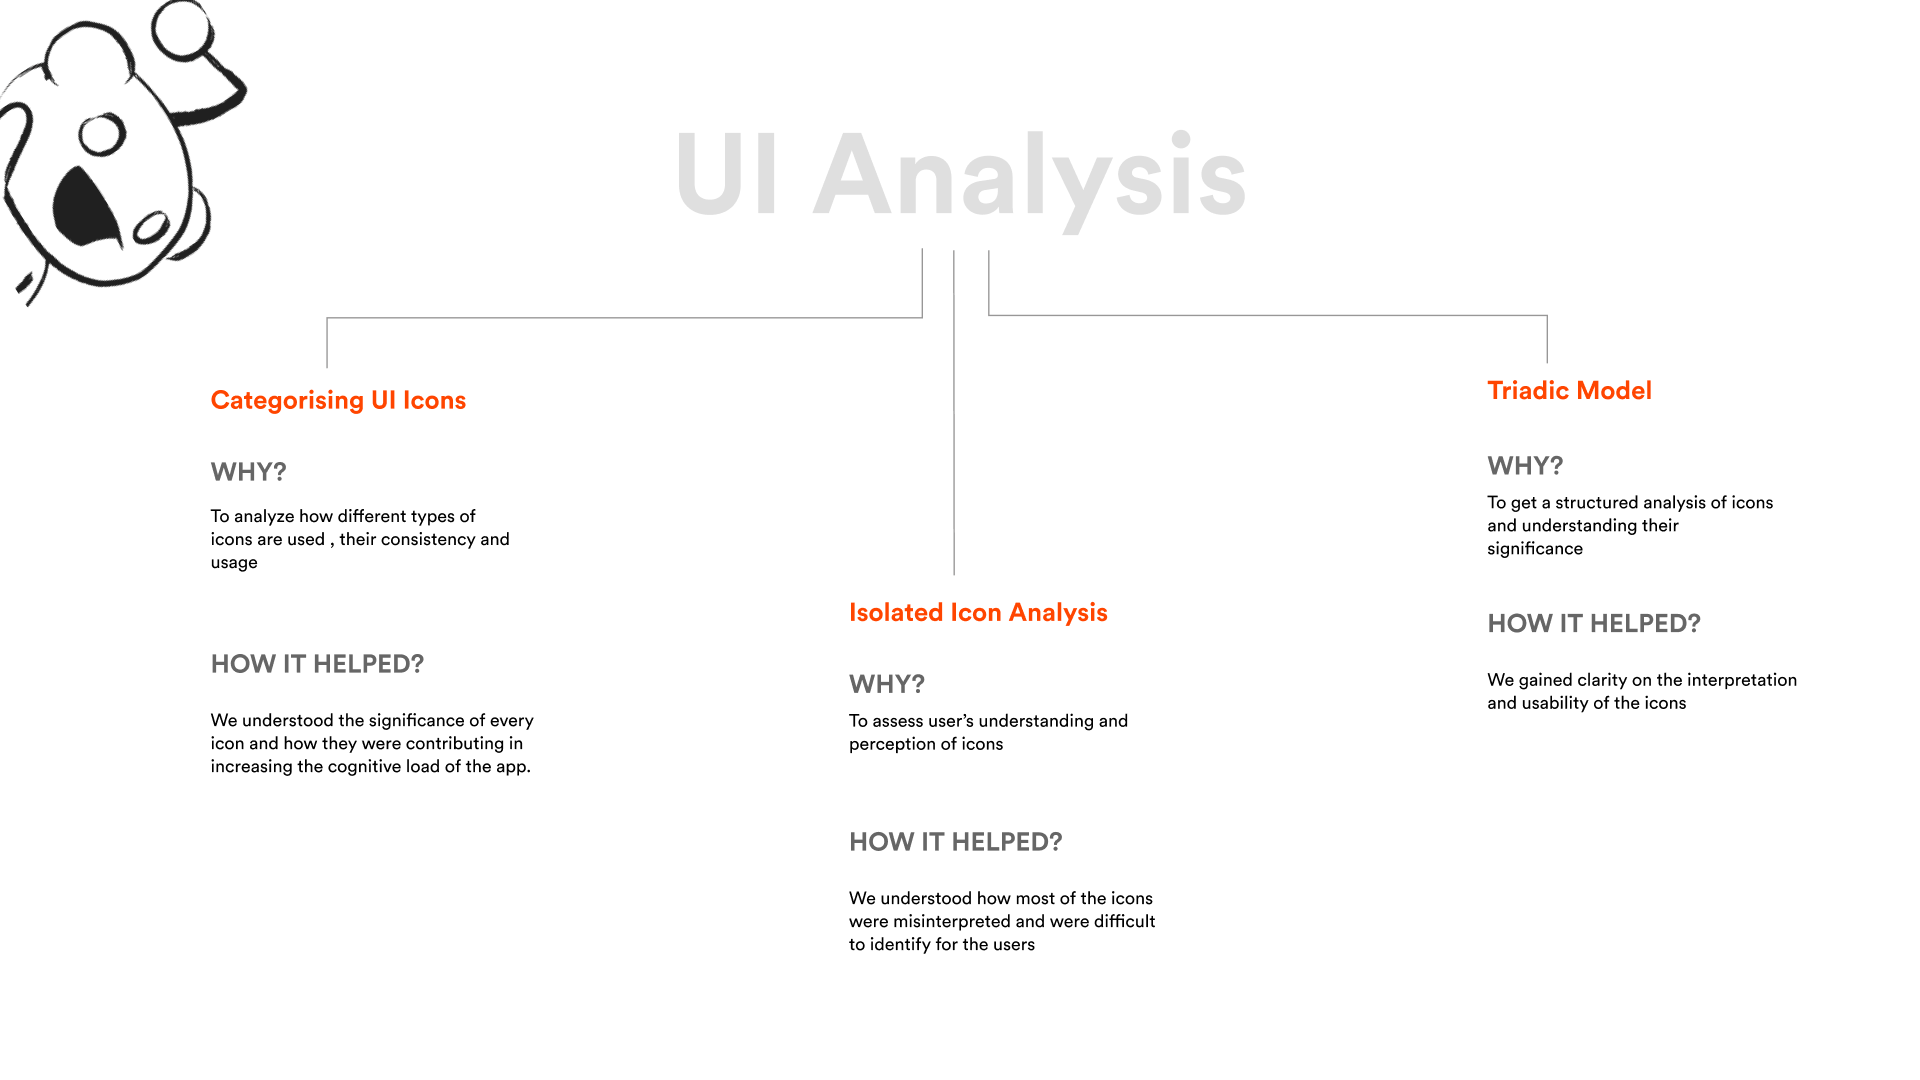 UI Analysis
Categorising UI Icons
WHY?
To analyze how different types of
icons are used , their consistency and
usage
HOW IT HELPED?
We understood the significance of every
icon and how they were contributing in
increasing the cognitive load of the app.
Isolated Icon Analysis
WHY?
To assess user’s understanding and
perception of icons
HOW IT HELPED?
We understood how most of the icons
were misinterpreted and were difficult
to identify for the users
Triadic Model
WHY?
To get a structured analysis of icons
and understanding their
significance
HOW IT HELPED?
We gained clarity on the interpretation
and usability of the icons